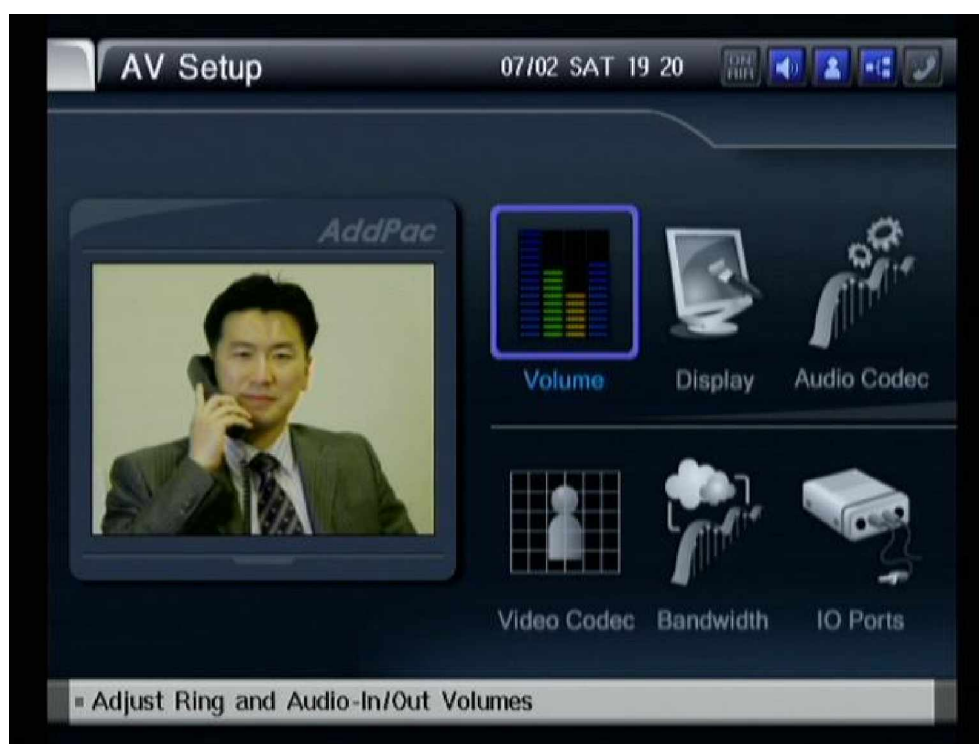 AV Setup
07/02 SAT 19 20
ON AIR
AddPac
Volume
Display
Audio Codec
Video Codec
Bandwidth
IO Ports
Adjust Ring and Audio-In/Out Volumes